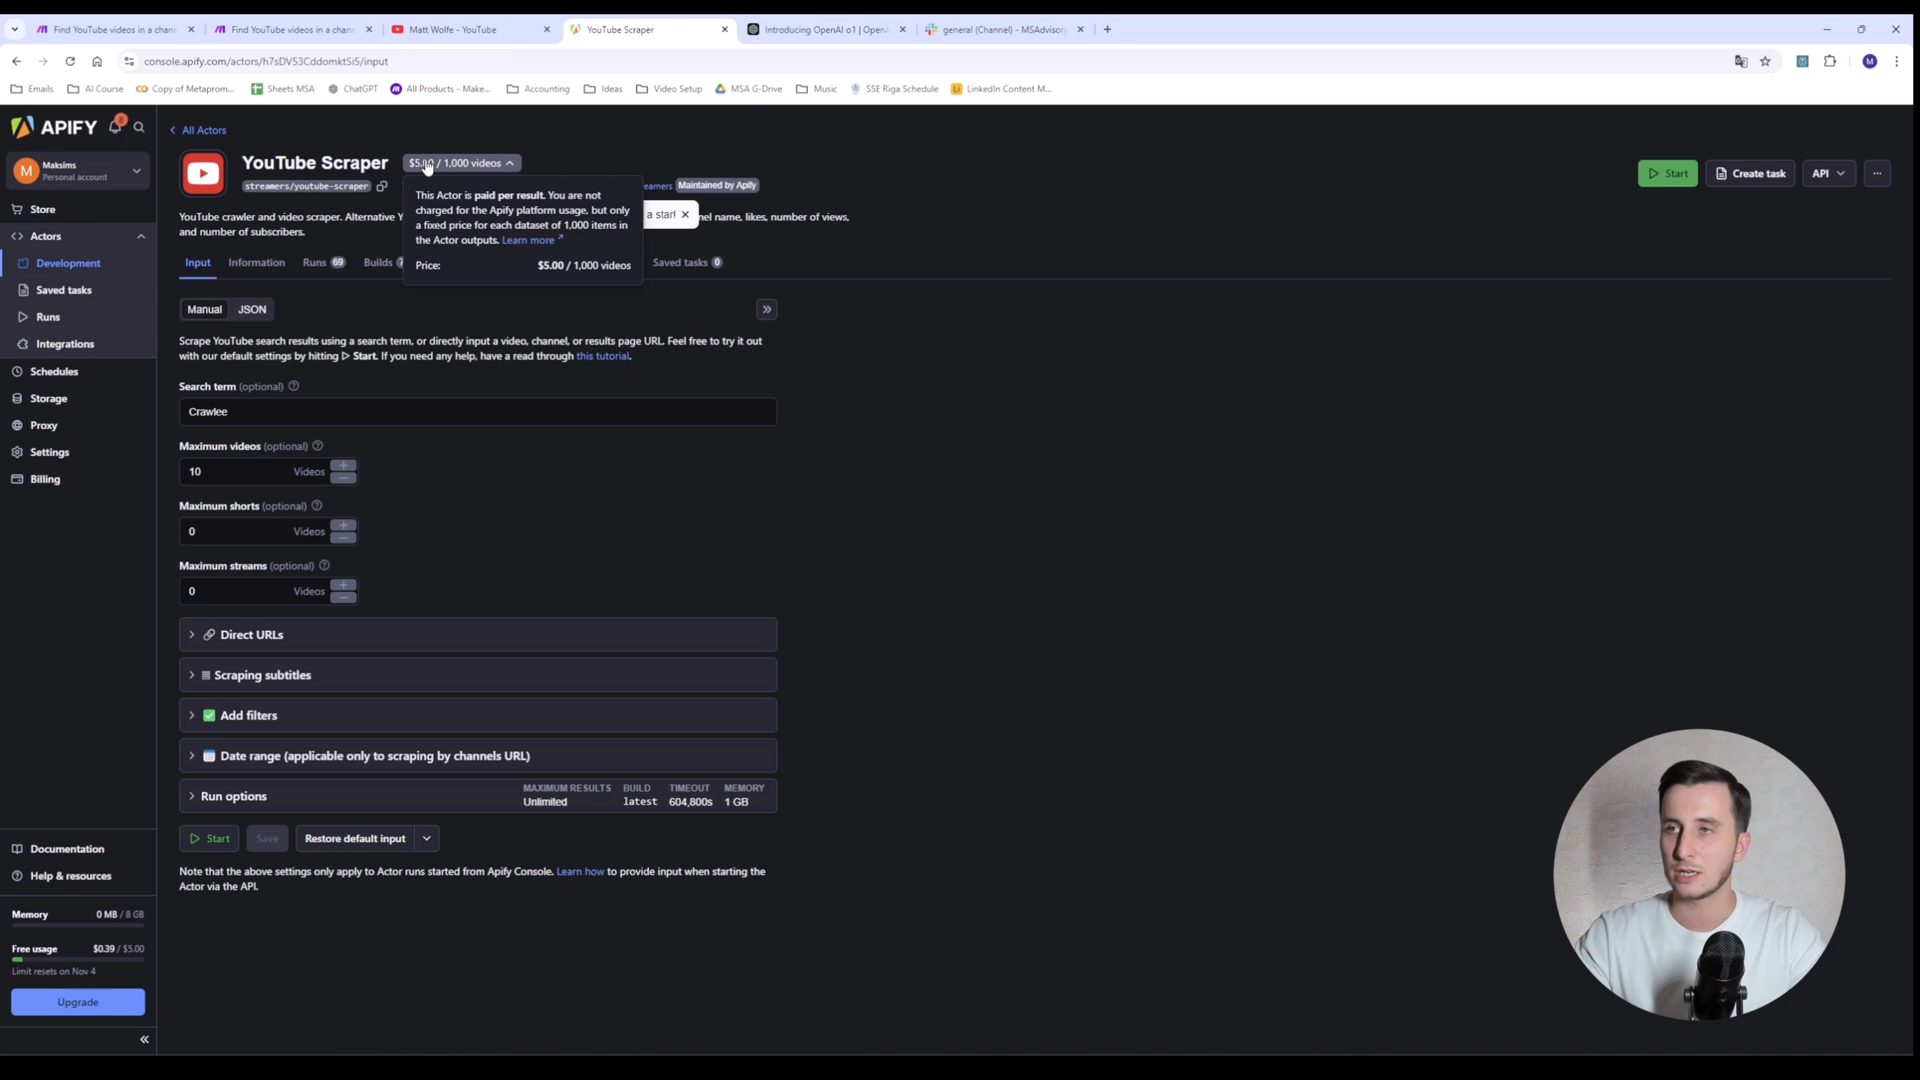 Find YouTube videos in a chann
Find YouTube videos in a chann
Matt Wolfe - YouTube
YouTube Scraper
Introducing OpenAI o1 | OpenA
general (Channel) - MSAdvisory
console.apify.com/actors/h7sDV53CddomktSi5/input
M
Emails
AI Course
Copy of Metaprom...
Sheets MSA
ChatGPT
All Products - Make...
Accounting
Ideas
Video Setup
MSA G-Drive
Music
SSE Riga Schedule
LinkedIn Content M...
APIFY
8
M
Maksims
Personal account
Store
Actors
Development
Saved tasks
Runs
Integrations
Schedules
Storage
Proxy
Settings
Billing
Documentation
Help & resources
Memory 0 MB / 8 GB
Free usage $0.39 / $5.00
Limit resets on Nov 4
Upgrade
All Actors
YouTube Scraper
$5.00 / 1,000 videos
streamers/youtube-scraper
eamers
Maintained by Apify
This Actor is paid per result. You are not
charged for the Apify platform usage, but only
a fixed price for each dataset of 1,000 items in
the Actor outputs. Learn more
Price: $5.00 / 1,000 videos
a start
YouTube crawler and video scraper. Alternative Y
nel name, likes, number of views,
and number of subscribers.
Start
Create task
API
Input
Information
Runs 69
Builds
Saved tasks 0
Manual
JSON
Scrape YouTube search results using a search term, or directly input a video, channel, or results page URL. Feel free to try it out
with our default settings by hitting ▷ Start. If you need any help, have a read through this tutorial.
Search term (optional)
Crawlee
Maximum videos (optional)
10 Videos
Maximum shorts (optional)
0 Videos
Maximum streams (optional)
0 Videos
Direct URLs
Scraping subtitles
Add filters
Date range (applicable only to scraping by channels URL)
Run options
MAXIMUM RESULTS
Unlimited
BUILD
latest
TIMEOUT
604,800s
MEMORY
1 GB
Start
Save
Restore default input
Note that the above settings only apply to Actor runs started from Apify Console. Learn how to provide input when starting the
Actor via the API.